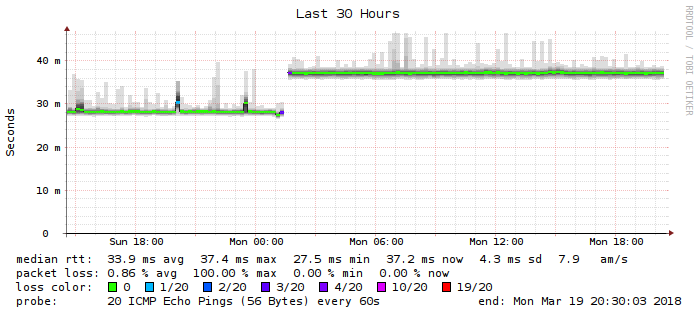 Last 30 Hours
RRDTOOL / TOBI OETIKER
Seconds
40 m
30 m
20 m
10 m
0
Sun 18:00 Mon 00:00 Mon 06:00 Mon 12:00 Mon 18:00
median rtt: 33.9 ms avg 37.4 ms max 27.5 ms min 37.2 ms now 4.3 ms sd 7.9 am/s
packet loss: 0.86 % avg 100.00 % max 0.00 % min 0.00 % now
loss color: 0 1/20 2/20 3/20 4/20 10/20 19/20
probe: 20 ICMP Echo Pings (56 Bytes) every 60s end: Mon Mar 19 20:30:03 2018